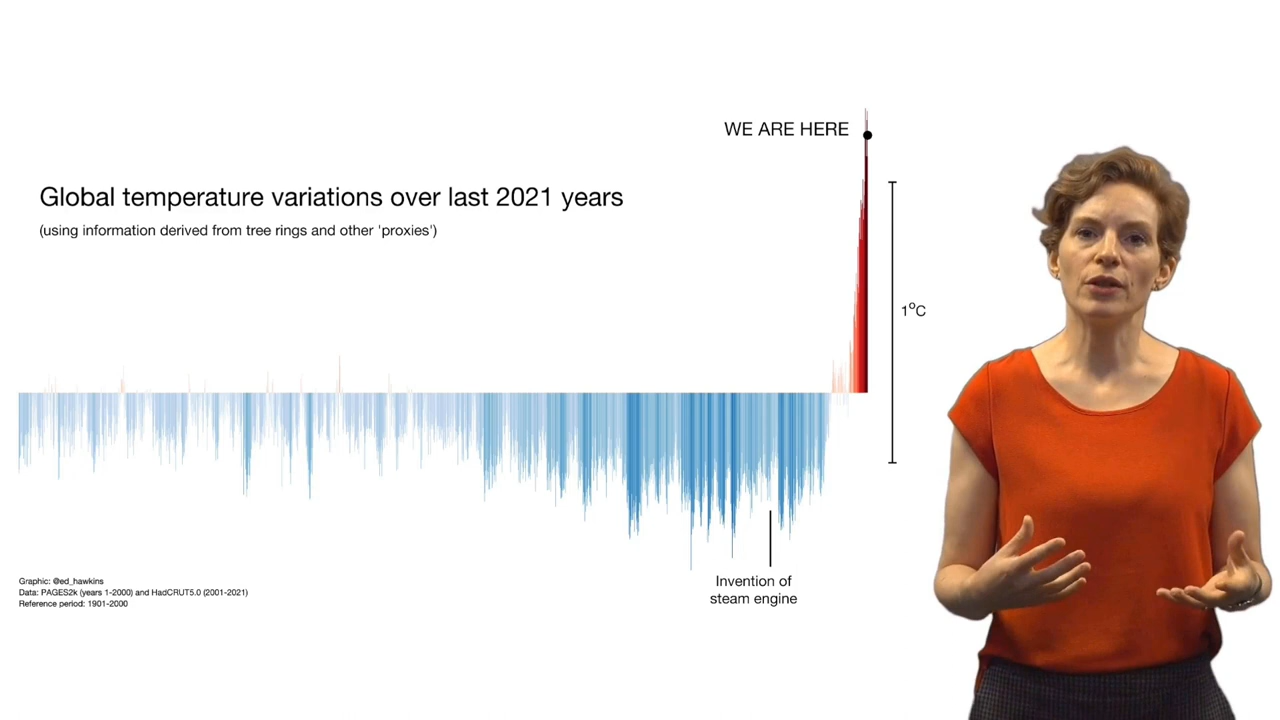 WE ARE HERE
Global temperature variations over last 2021 years
(using information derived from tree rings and other 'proxies')
1°C
Invention of
steam engine
Graphic: @ed_hawkins
Data: PAGES2k (years 1-2000) and HadCRUT5.0 (2001-2021)
Reference period: 1901-2000